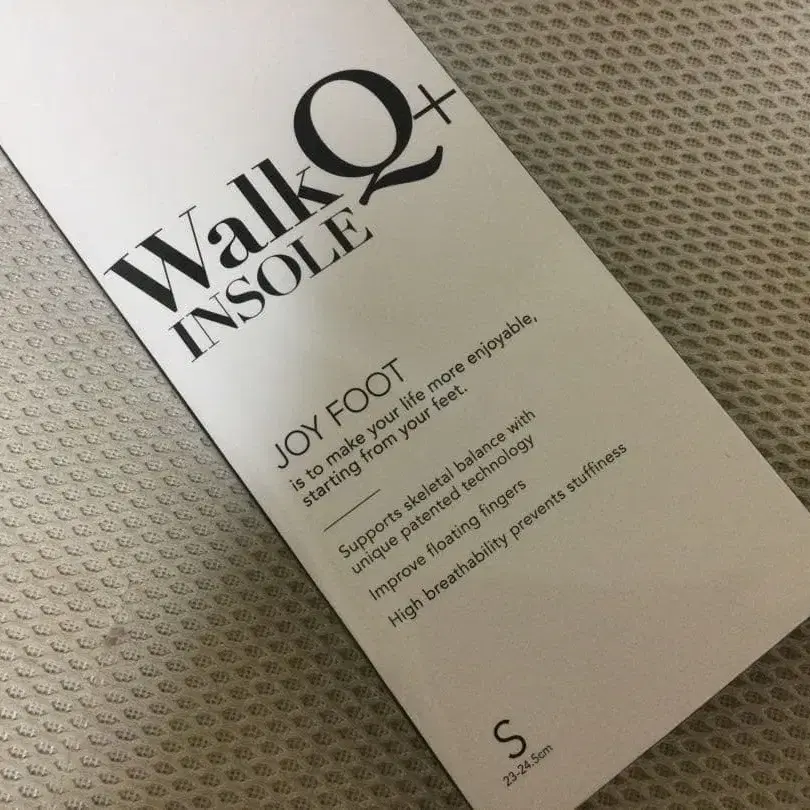 WalkQ+
INSOLE
JOY FOOT
is to make your life more enjoyable,
starting from your feet.
Supports skeletal balance with
unique patented technology
Improve floating fingers
High breathability prevents stuffiness
S
23-24.5cm